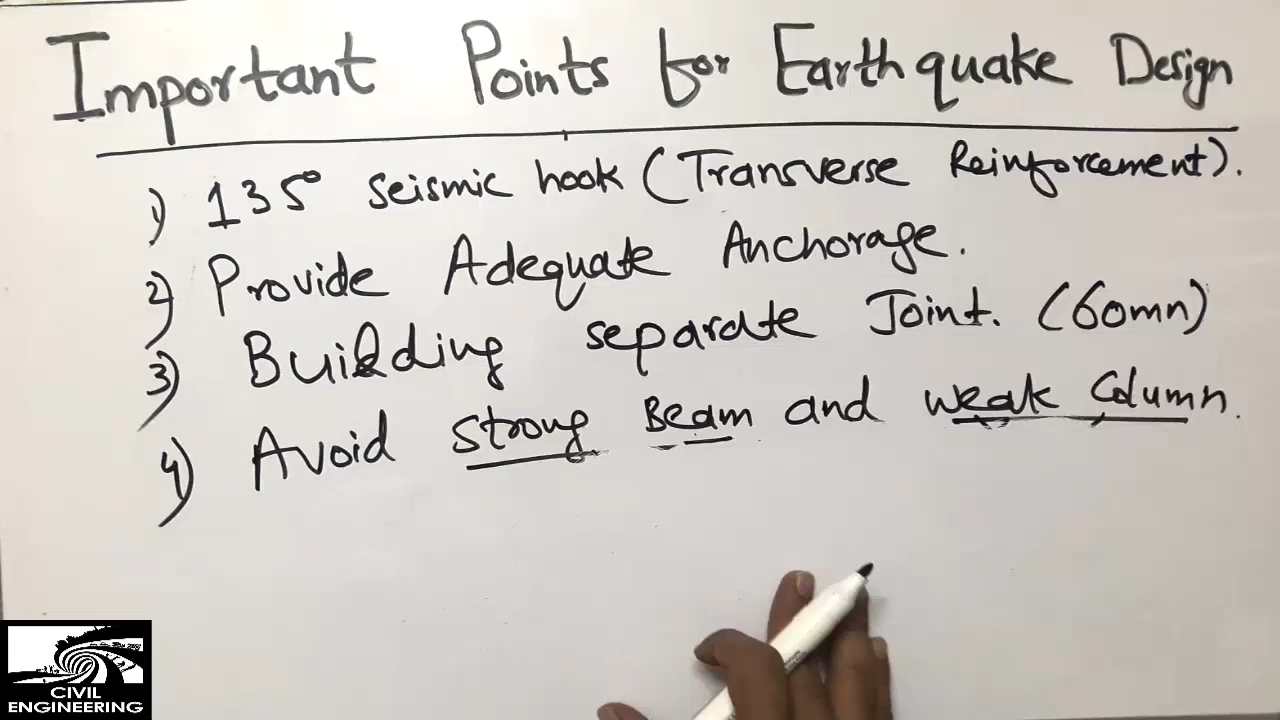 Important Points for Earthquake Design
1) 135° seismic hook (Transverse Reinforcement).
2) Provide Adequate Anchorage.
3) Building separate Joint. (60mn)
4) Avoid strong Beam and weak Column.
CIVIL
ENGINEERING